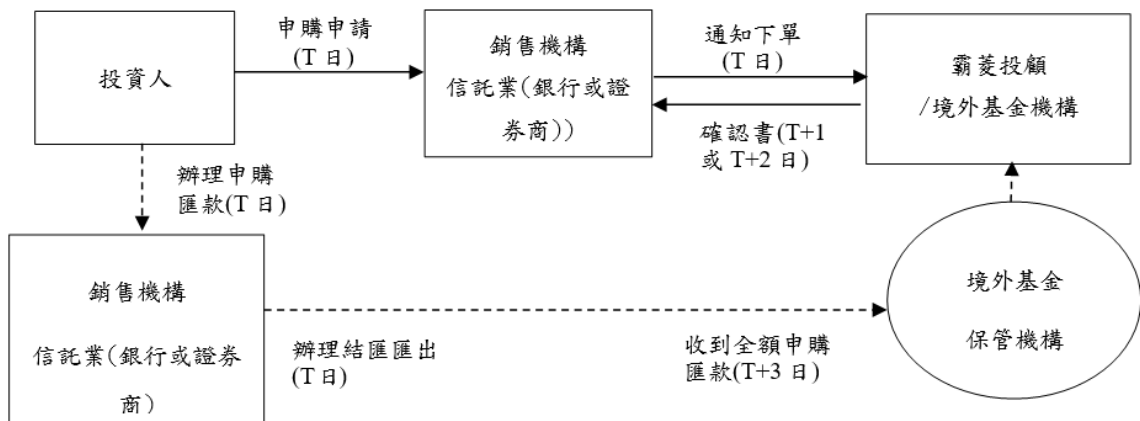 投資人
申購申請
(T 日)
銷售機構
信託業(銀行或證
券商))
通知下單
(T 日)
確認書(T+1
或 T+2 日)
霸菱投顧
/境外基金機構
辦理申購
匯款(T 日)
銷售機構
信託業(銀行或證券
商)
辦理結匯匯出
(T 日)
收到全額申購
匯款(T+3 日)
境外基金
保管機構